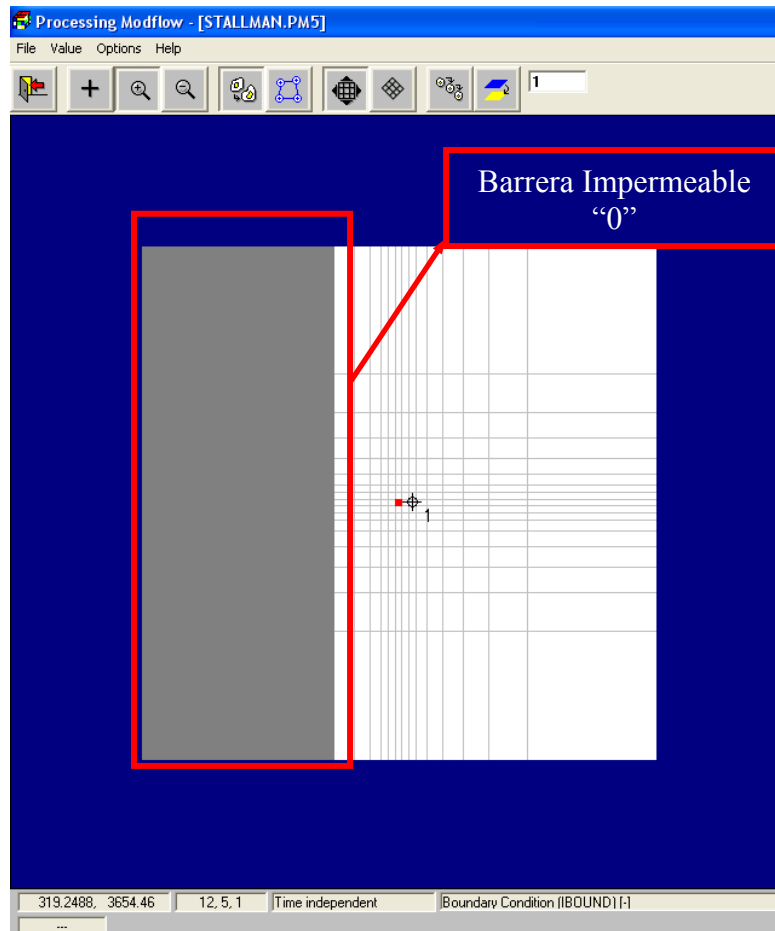 Processing Modflow - [STALLMAN.PM5]
File Value Options Help
1
Barrera Impermeable
“0”
1
319.2488, 3654.46 12, 5, 1 Time independent Boundary Condition (IBOUND) [-]
---